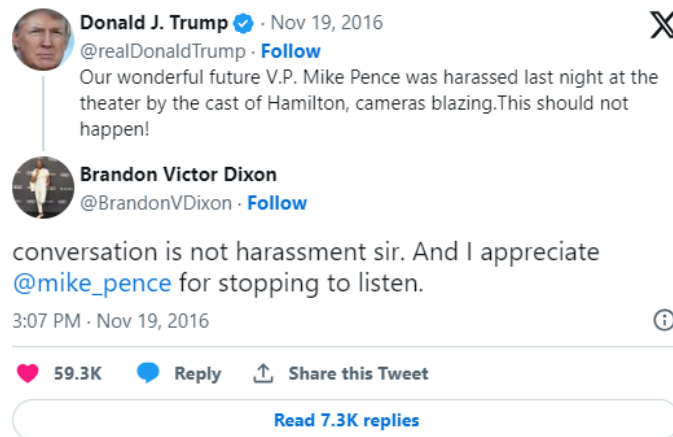 Donald J. Trump · Nov 19, 2016
@realDonaldTrump · Follow
Our wonderful future V.P. Mike Pence was harassed last night at the
theater by the cast of Hamilton, cameras blazing.This should not
happen!
Brandon Victor Dixon
@BrandonVDixon · Follow
conversation is not harassment sir. And I appreciate
@mike_pence for stopping to listen.
3:07 PM · Nov 19, 2016
59.3K Reply Share this Tweet
Read 7.3K replies